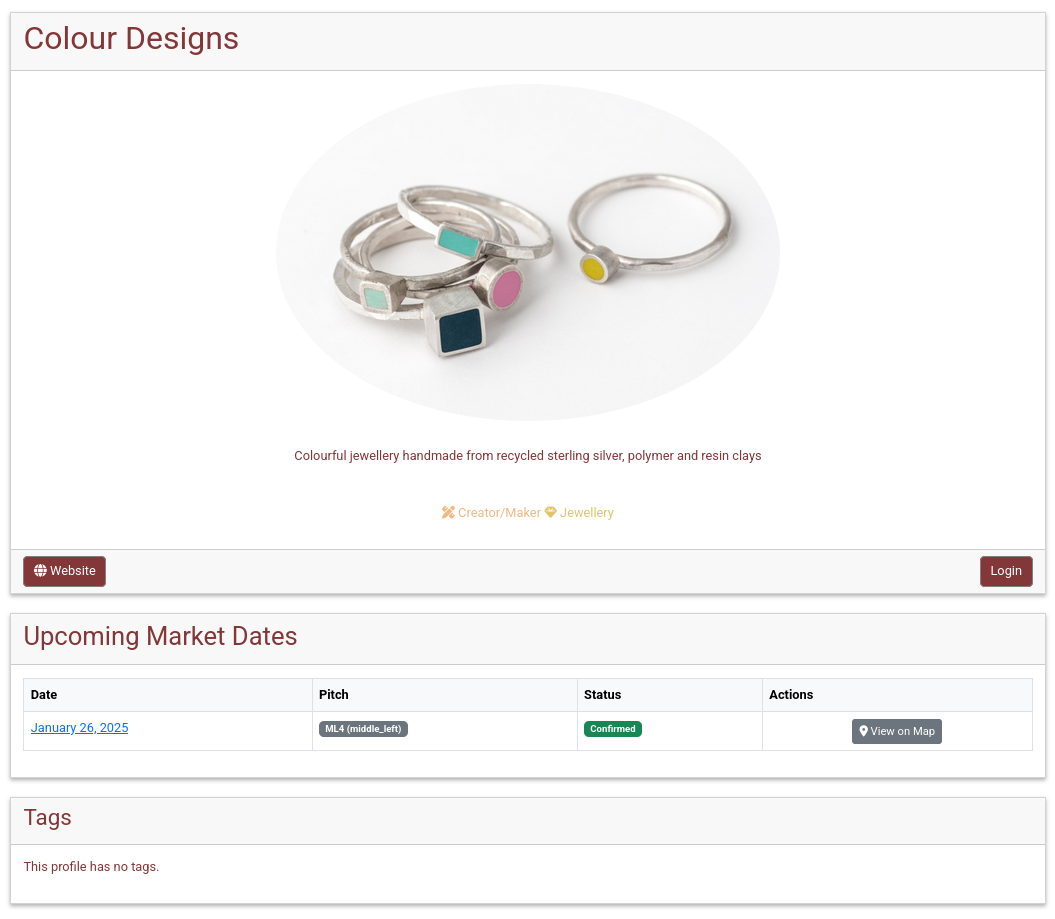 Colour Designs
Colourful jewellery handmade from recycled sterling silver, polymer and resin clays
Creator/Maker Jewellery
Website Login
Upcoming Market Dates
Date Pitch Status Actions
January 26, 2025 ML4 (middle_left) Confirmed View on Map
Tags
This profile has no tags.